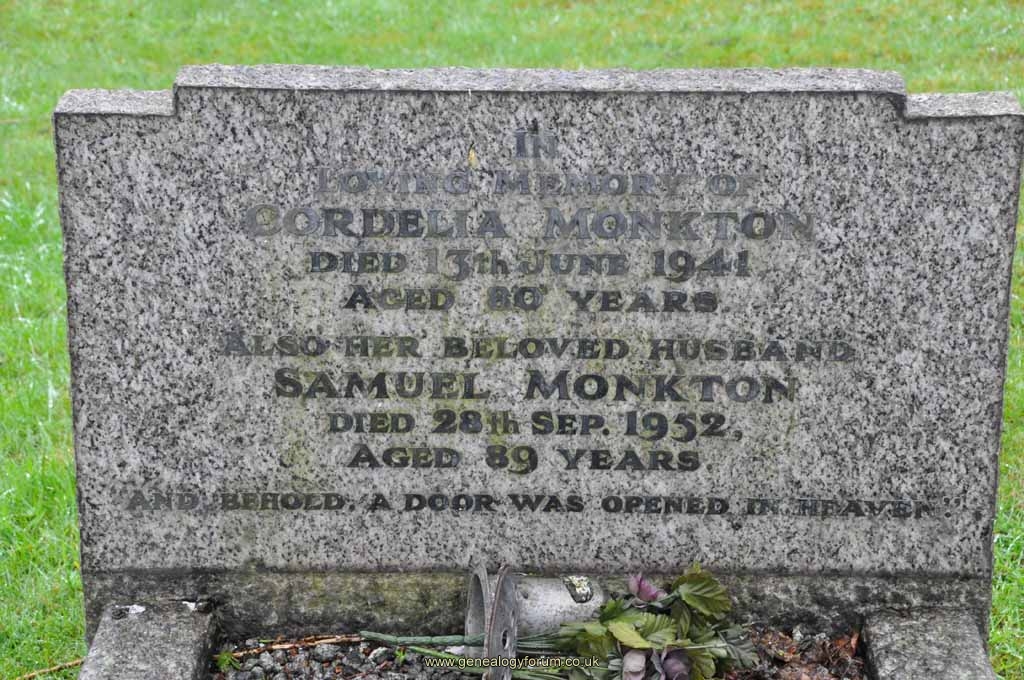 IN
LOVING MEMORY OF
CORDELIA MONKTON
DIED 13th JUNE 1941
AGED 80 YEARS
ALSO HER BELOVED HUSBAND
SAMUEL MONKTON
DIED 28th SEP. 1952,
AGED 89 YEARS.
"AND, BEHOLD, A DOOR WAS OPENED IN HEAVEN"
www.genealogyforum.co.uk